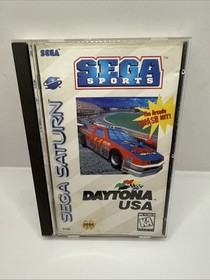 SEGA
SEGA
SPORTS
The Arcade
SMASH HIT!
SEGA SATURN
DAYTONA
USA
K-A